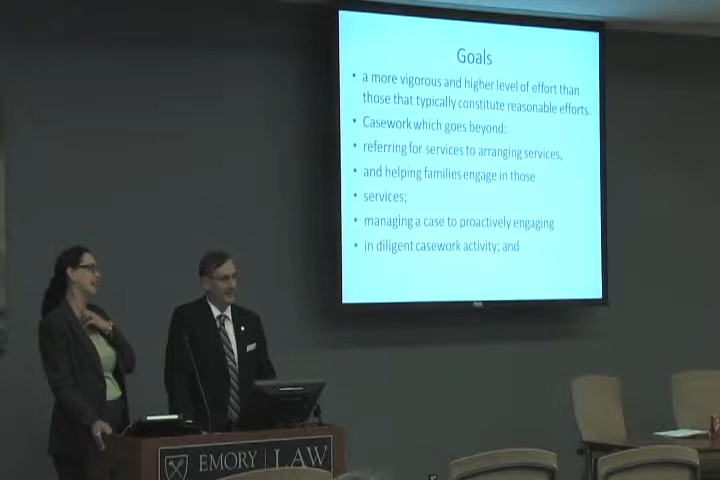 Goals
• a more vigorous and higher level of effort than
those that typically constitute reasonable efforts.
• Casework which goes beyond:
• referring for services to arranging services,
• and helping families engage in those
• services;
• managing a case to proactively engaging
• in diligent casework activity; and
EMORY | LAW